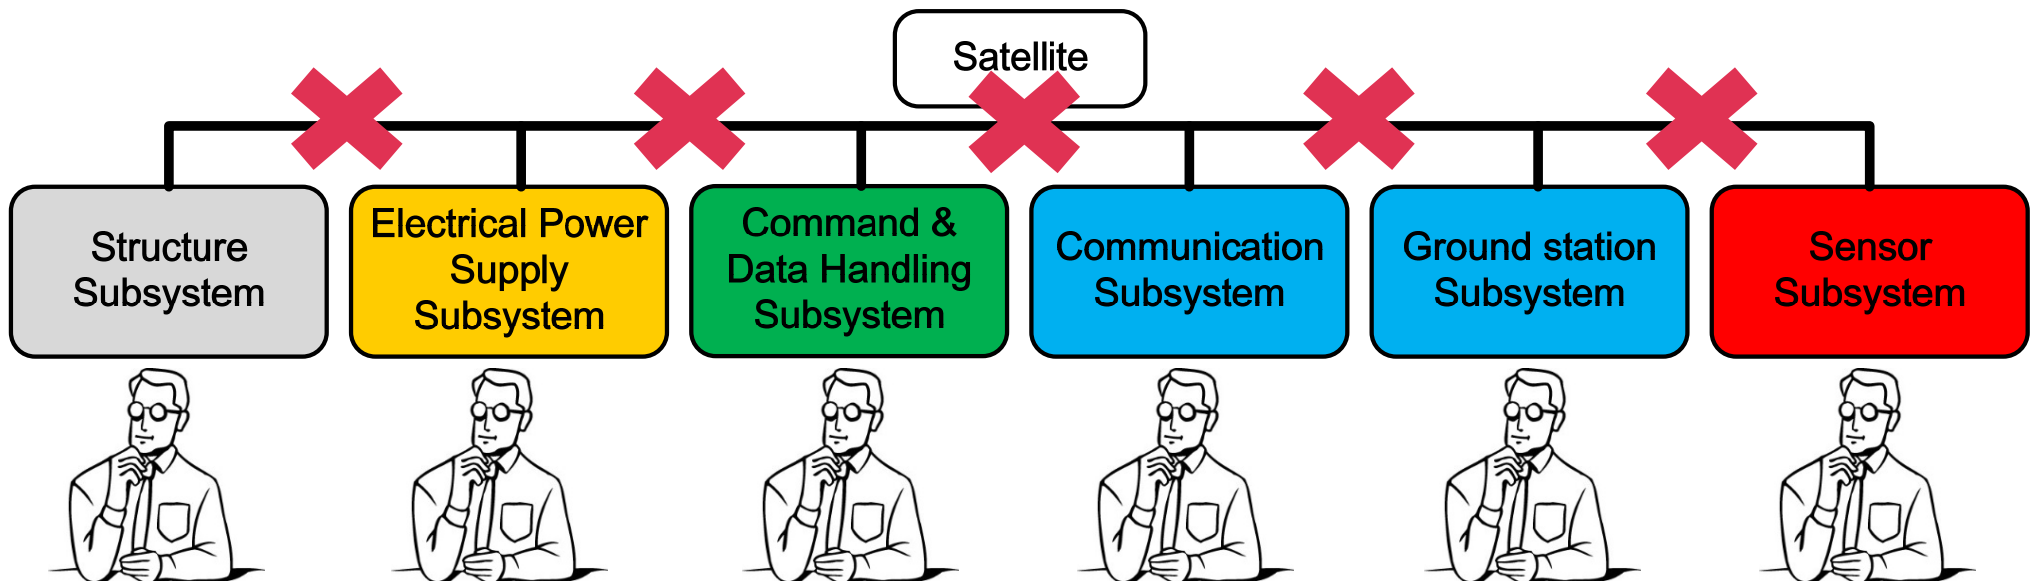 Satellite
Structure
Subsystem
Electrical Power
Supply
Subsystem
Command &
Data Handling
Subsystem
Communication
Subsystem
Ground station
Subsystem
Sensor
Subsystem